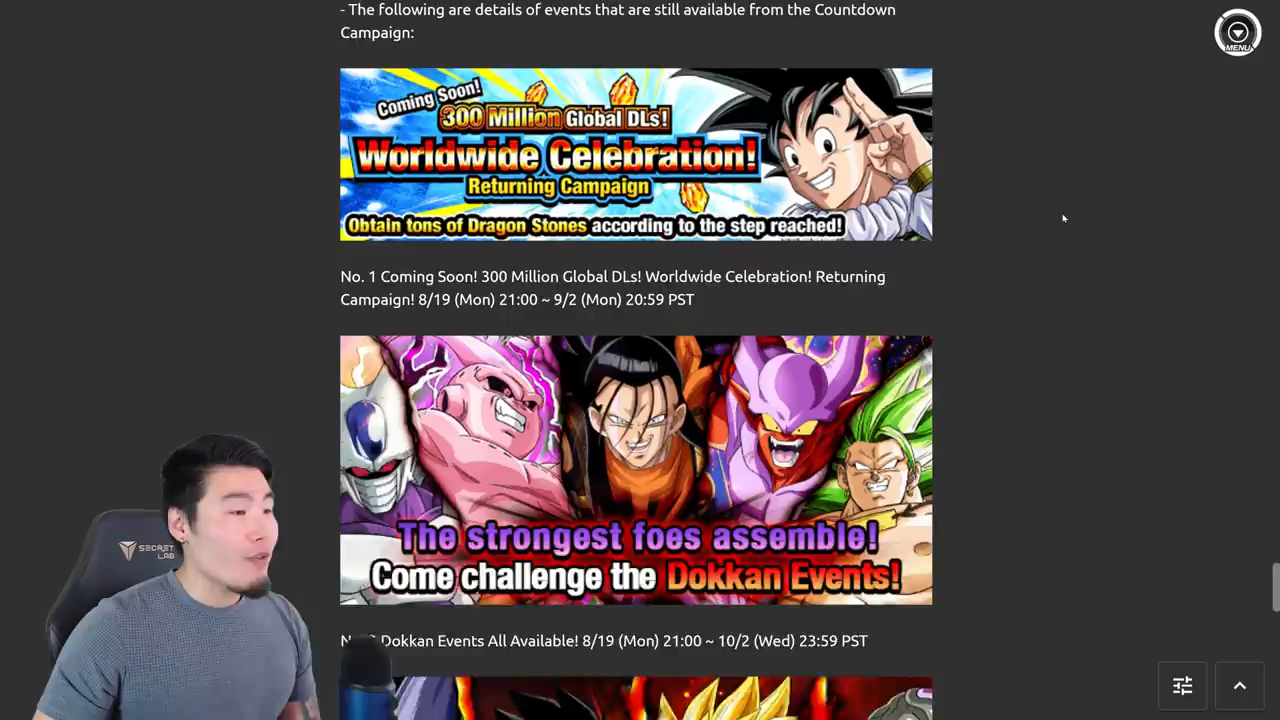 - The following are details of events that are still available from the Countdown
Campaign:
MENU
Coming Soon!
300 Million Global DLs!
Worldwide Celebration!
Returning Campaign
Obtain tons of Dragon Stones according to the step reached!
No. 1 Coming Soon! 300 Million Global DLs! Worldwide Celebration! Returning
Campaign! 8/19 (Mon) 21:00 ~ 9/2 (Mon) 20:59 PST
The strongest foes assemble!
Come challenge the Dokkan Events!
Dokkan Events All Available! 8/19 (Mon) 21:00 ~ 10/2 (Wed) 23:59 PST
SECRET
LAB